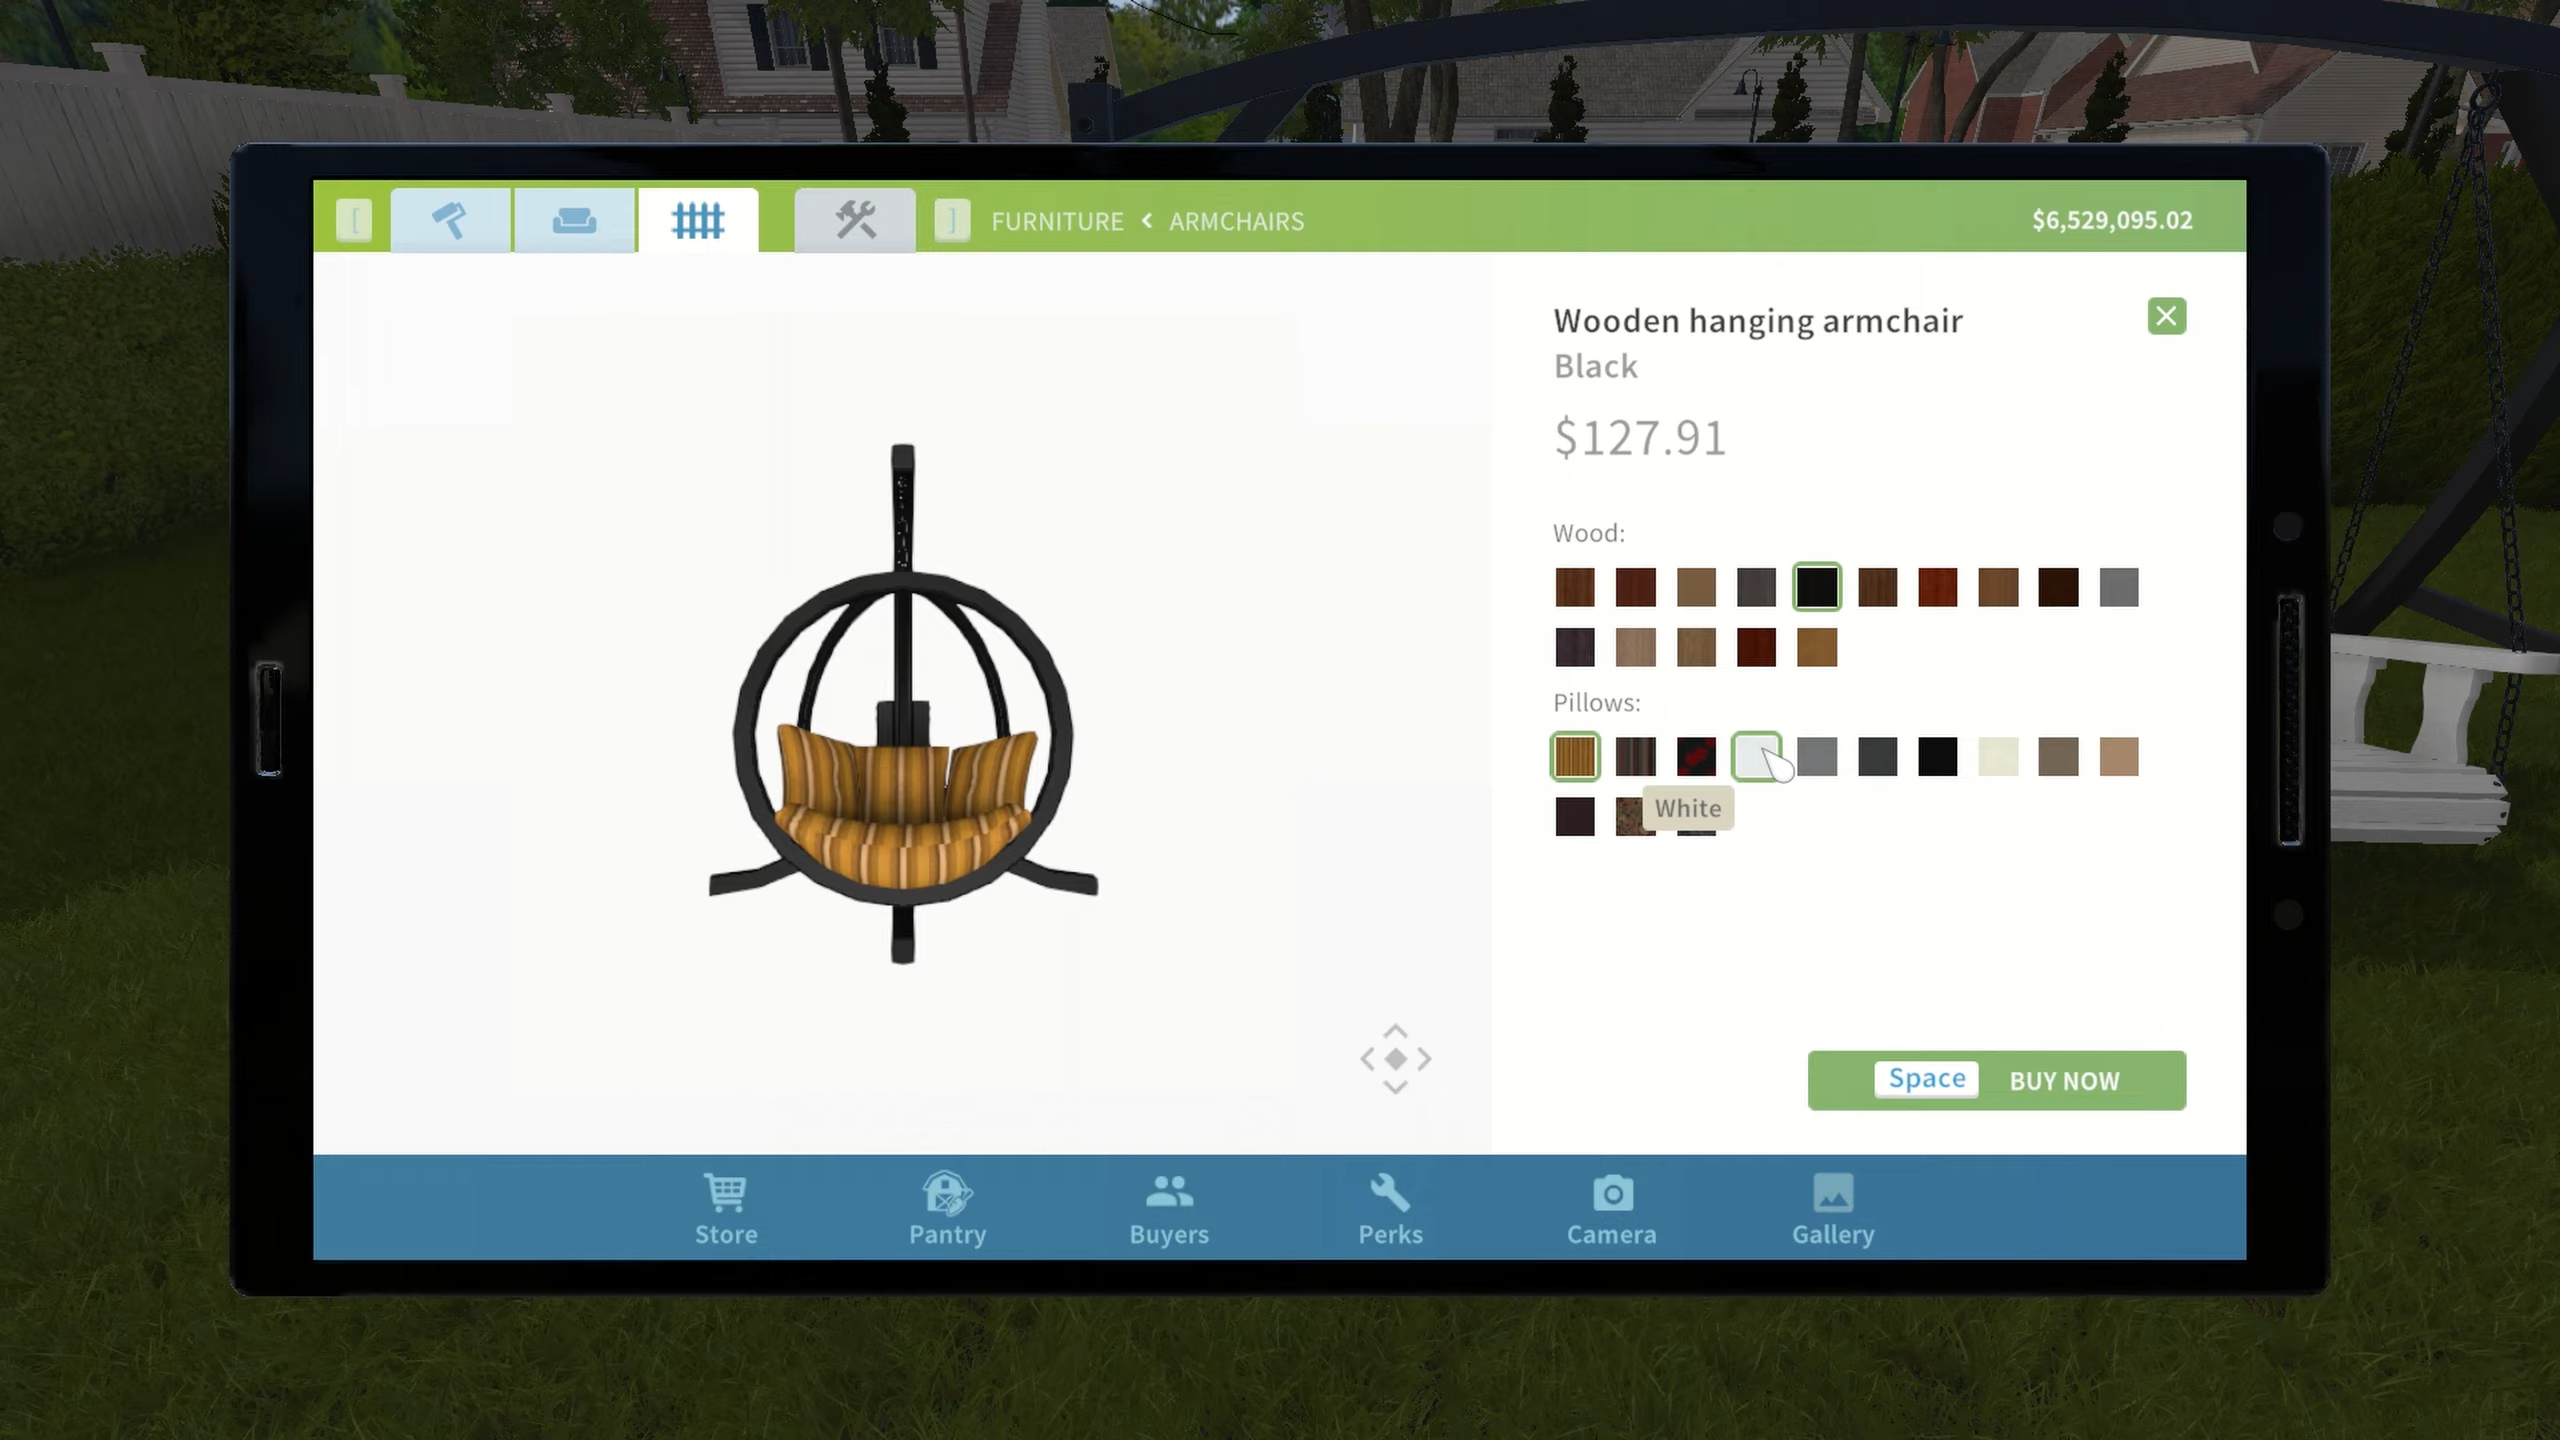 [
]
FURNITURE < ARMCHAIRS
$6,529,095.02
Wooden hanging armchair
Black
$127.91
Wood:
Pillows:
White
Space BUY NOW
Store
Pantry
Buyers
Perks
Camera
Gallery